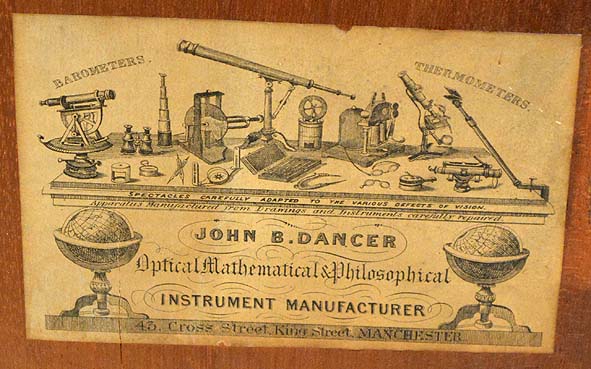 BAROMETERS.
THERMOMETERS.
SPECTACLES CAREFULLY ADAPTED TO THE VARIOUS DEFECTS OF VISION.
Apparatus Manufactured from Drawings and Instruments carefully repaired
JOHN B. DANCER
Optical Mathematical & Philosophical
INSTRUMENT MANUFACTURER
43, Cross Street, King Street, MANCHESTER